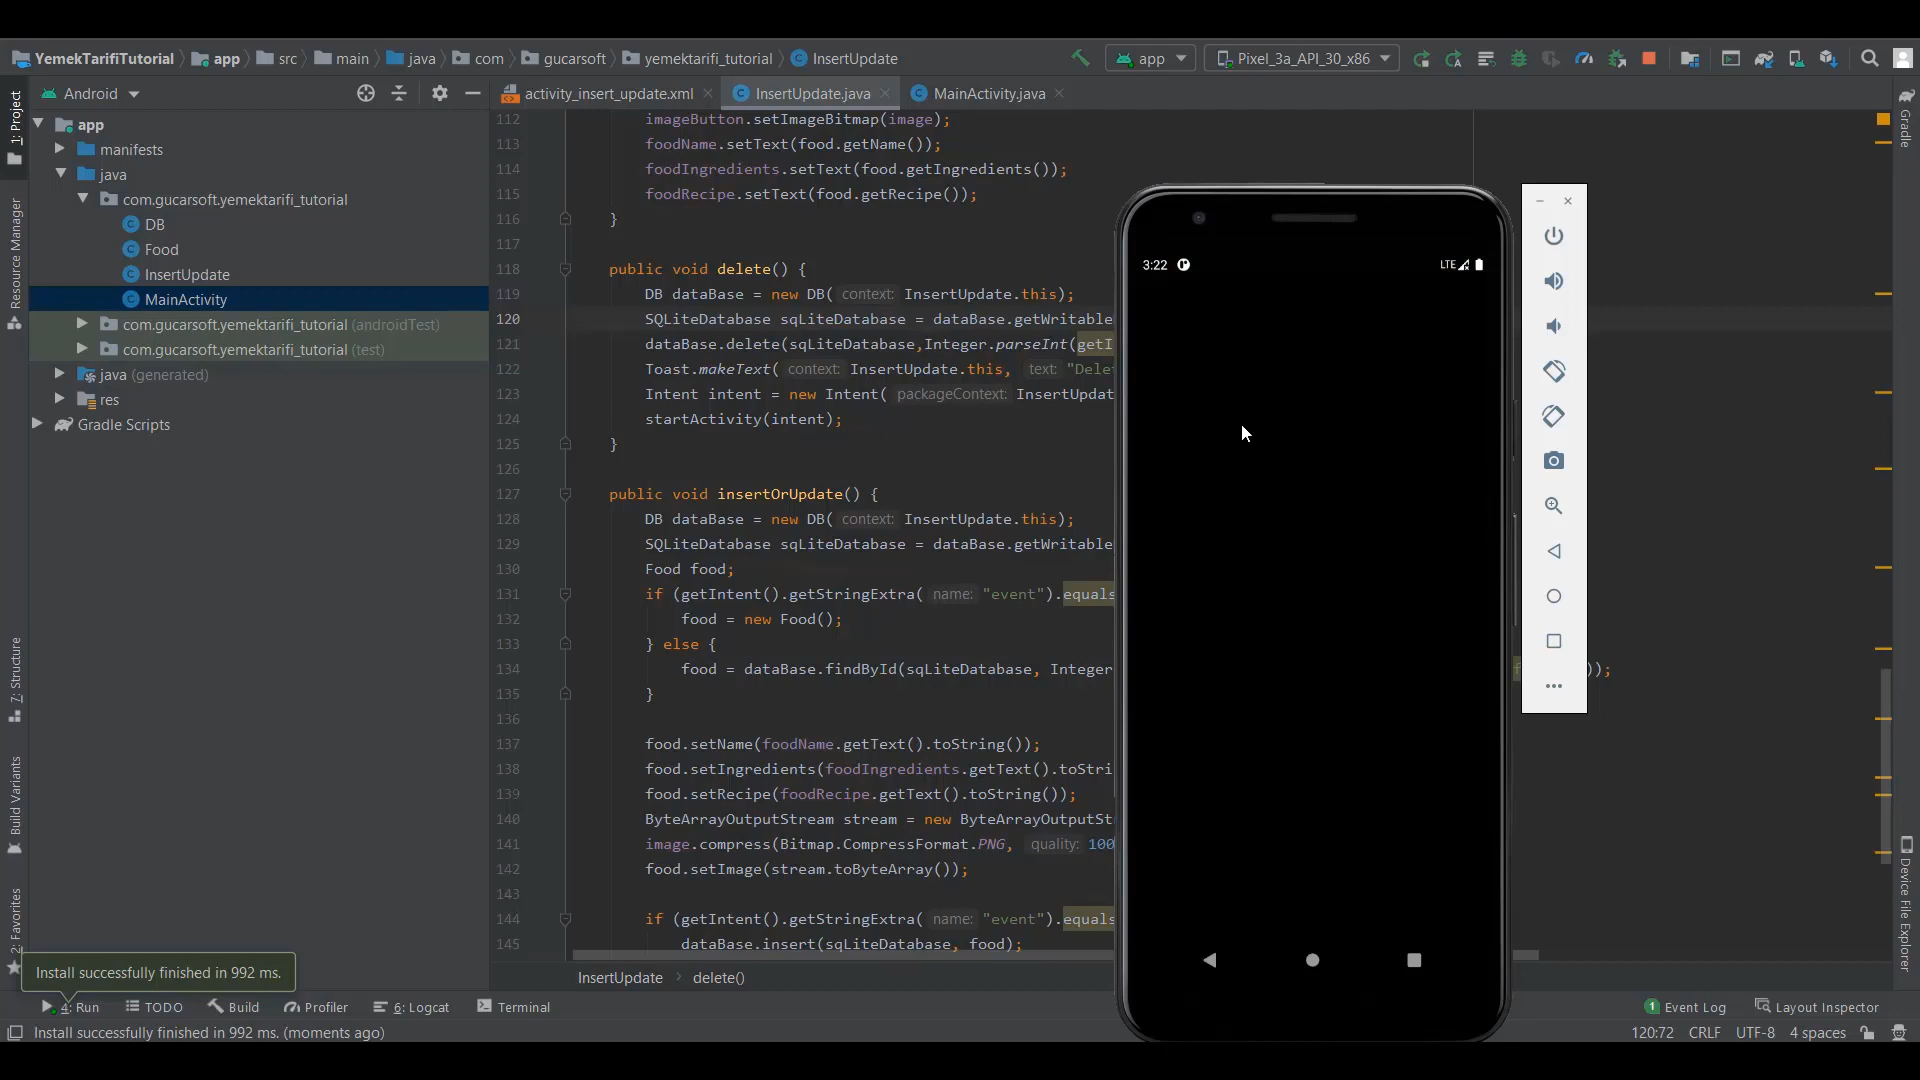 YemekTarifiTutorial app src main java com gucarsoft yemektarifi_tutorial InsertUpdate app Pixel_3a_API_30_x86
Android activity_insert_update.xml InsertUpdate.java MainActivity.java
1: Project
Resource Manager
7: Structure
Build Variants
2: Favorites
app
manifests
java
com.gucarsoft.yemektarifi_tutorial
DB
Food
InsertUpdate
MainActivity
com.gucarsoft.yemektarifi_tutorial (androidTest)
com.gucarsoft.yemektarifi_tutorial (test)
java (generated)
res
Gradle Scripts
112 imageButton.setImageBitmap(image);
113 foodName.setText(food.getName());
114 foodIngredients.setText(food.getIngredients());
115 foodRecipe.setText(food.getRecipe());
116 }
117
118 public void delete() {
119 DB dataBase = new DB( context: InsertUpdate.this);
120 SQLiteDatabase sqLiteDatabase = dataBase.getWritable
121 dataBase.delete(sqLiteDatabase,Integer.parseInt(getI
122 Toast.makeText( context: InsertUpdate.this, text: "Delet
123 Intent intent = new Intent( packageContext: InsertUpdat
124 startActivity(intent);
125 }
126
127 public void insertOrUpdate() {
128 DB dataBase = new DB( context: InsertUpdate.this);
129 SQLiteDatabase sqLiteDatabase = dataBase.getWritable
130 Food food;
131 if (getIntent().getStringExtra( name: "event").equals
132 food = new Food();
133 } else {
134 food = dataBase.findById(sqLiteDatabase, Integer ));
135 }
136
137 food.setName(foodName.getText().toString());
138 food.setIngredients(foodIngredients.getText().toStri
139 food.setRecipe(foodRecipe.getText().toString());
140 ByteArrayOutputStream stream = new ByteArrayOutputSt
141 image.compress(Bitmap.CompressFormat.PNG, quality: 100
142 food.setImage(stream.toByteArray());
143
144 if (getIntent().getStringExtra( name: "event").equals
145 dataBase.insert(sqLiteDatabase, food);
3:22 LTE
Gradle
Device File Explorer
InsertUpdate delete()
Install successfully finished in 992 ms.
4: Run TODO Build Profiler 6: Logcat Terminal 1 Event Log Layout Inspector
Install successfully finished in 992 ms. (moments ago) 120:72 CRLF UTF-8 4 spaces